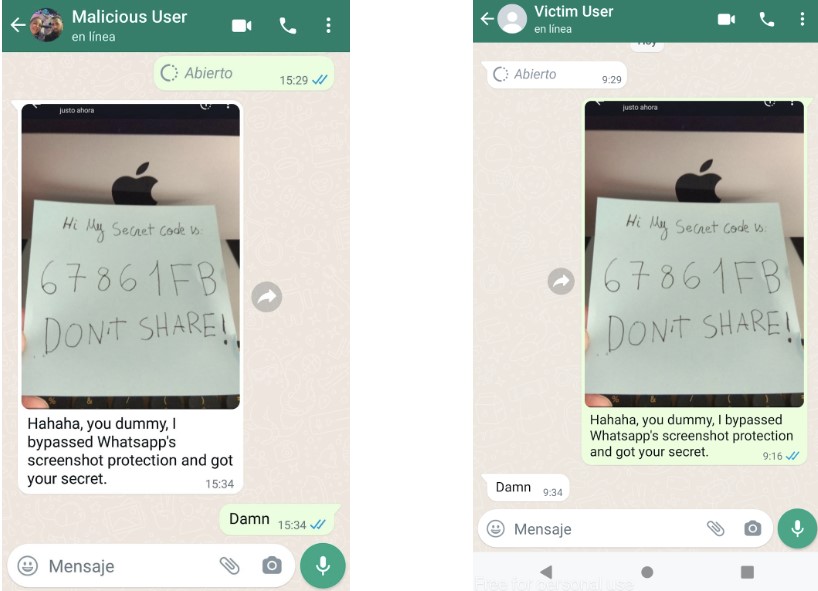 Malicious User
en línea
Abierto
15:29
justo ahora
Hi My Secret code is:
67861FB
DON'T SHARE!
Hahaha, you dummy, I
bypassed Whatsapp's
screenshot protection and got
your secret.
15:34
Damn 15:34
Mensaje
Victim User
en línea
Hoy
Abierto
9:29
justo ahora
Hi My Secret code is:
67861FB
DON'T SHARE!
Hahaha, you dummy, I bypassed
Whatsapp's screenshot protection
and got your secret.
9:16
Damn 9:34
Mensaje
Free for personal use